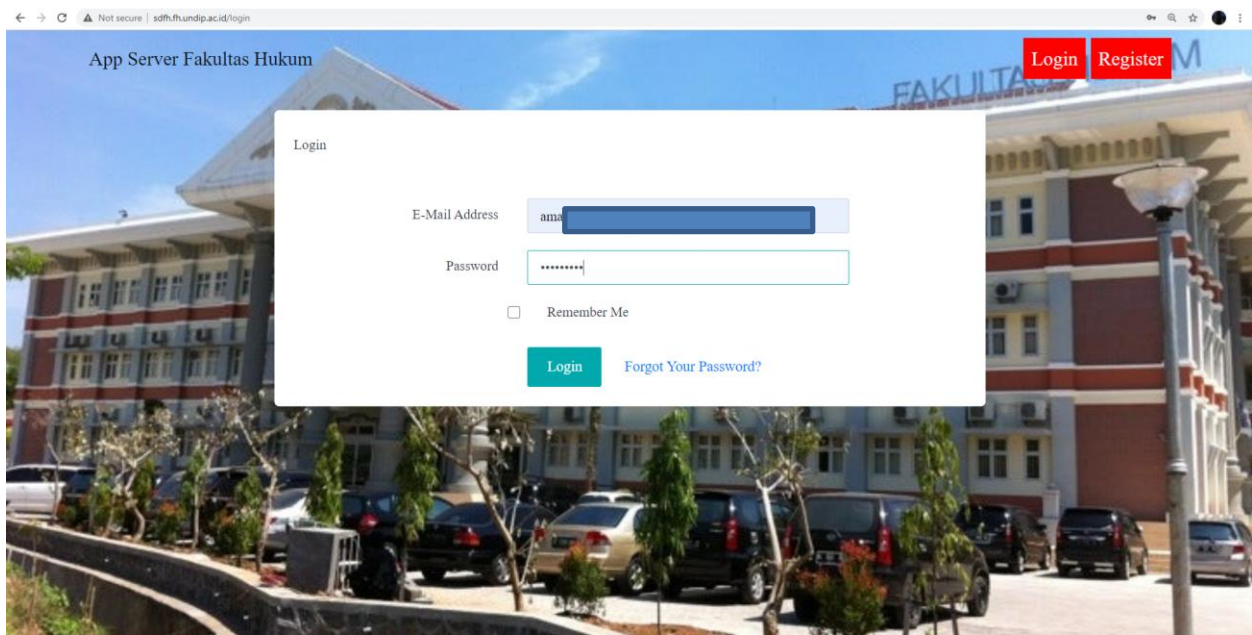 Not secure | sdfh.fh.undip.ac.id/login
App Server Fakultas Hukum
Login Register
FAKULTAS M
Login
E-Mail Address ama
Password •••••••••
Remember Me
Login Forgot Your Password?